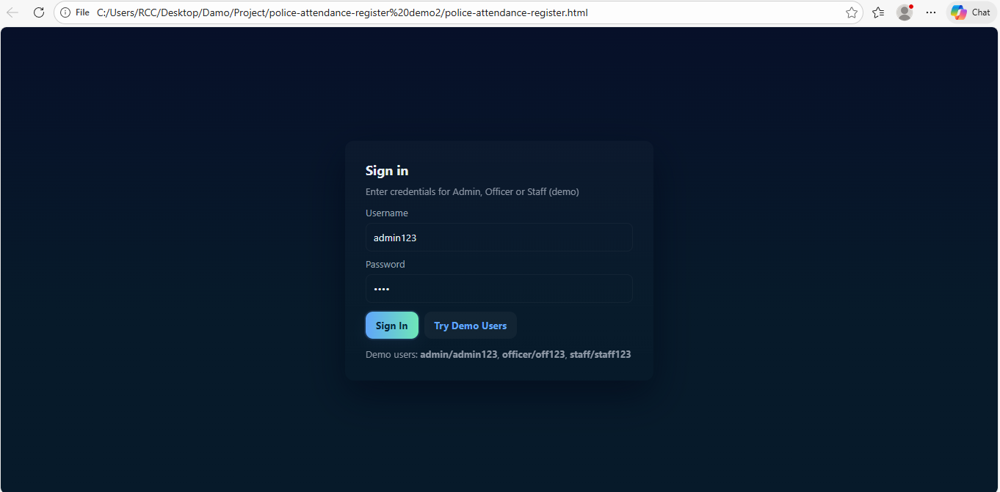 File C:/Users/RCC/Desktop/Damo/Project/police-attendance-register%20demo2/police-attendance-register.html
Chat
Sign in
Enter credentials for Admin, Officer or Staff (demo)
Username
admin123
Password
••••
Sign In Try Demo Users
Demo users: admin/admin123, officer/off123, staff/staff123